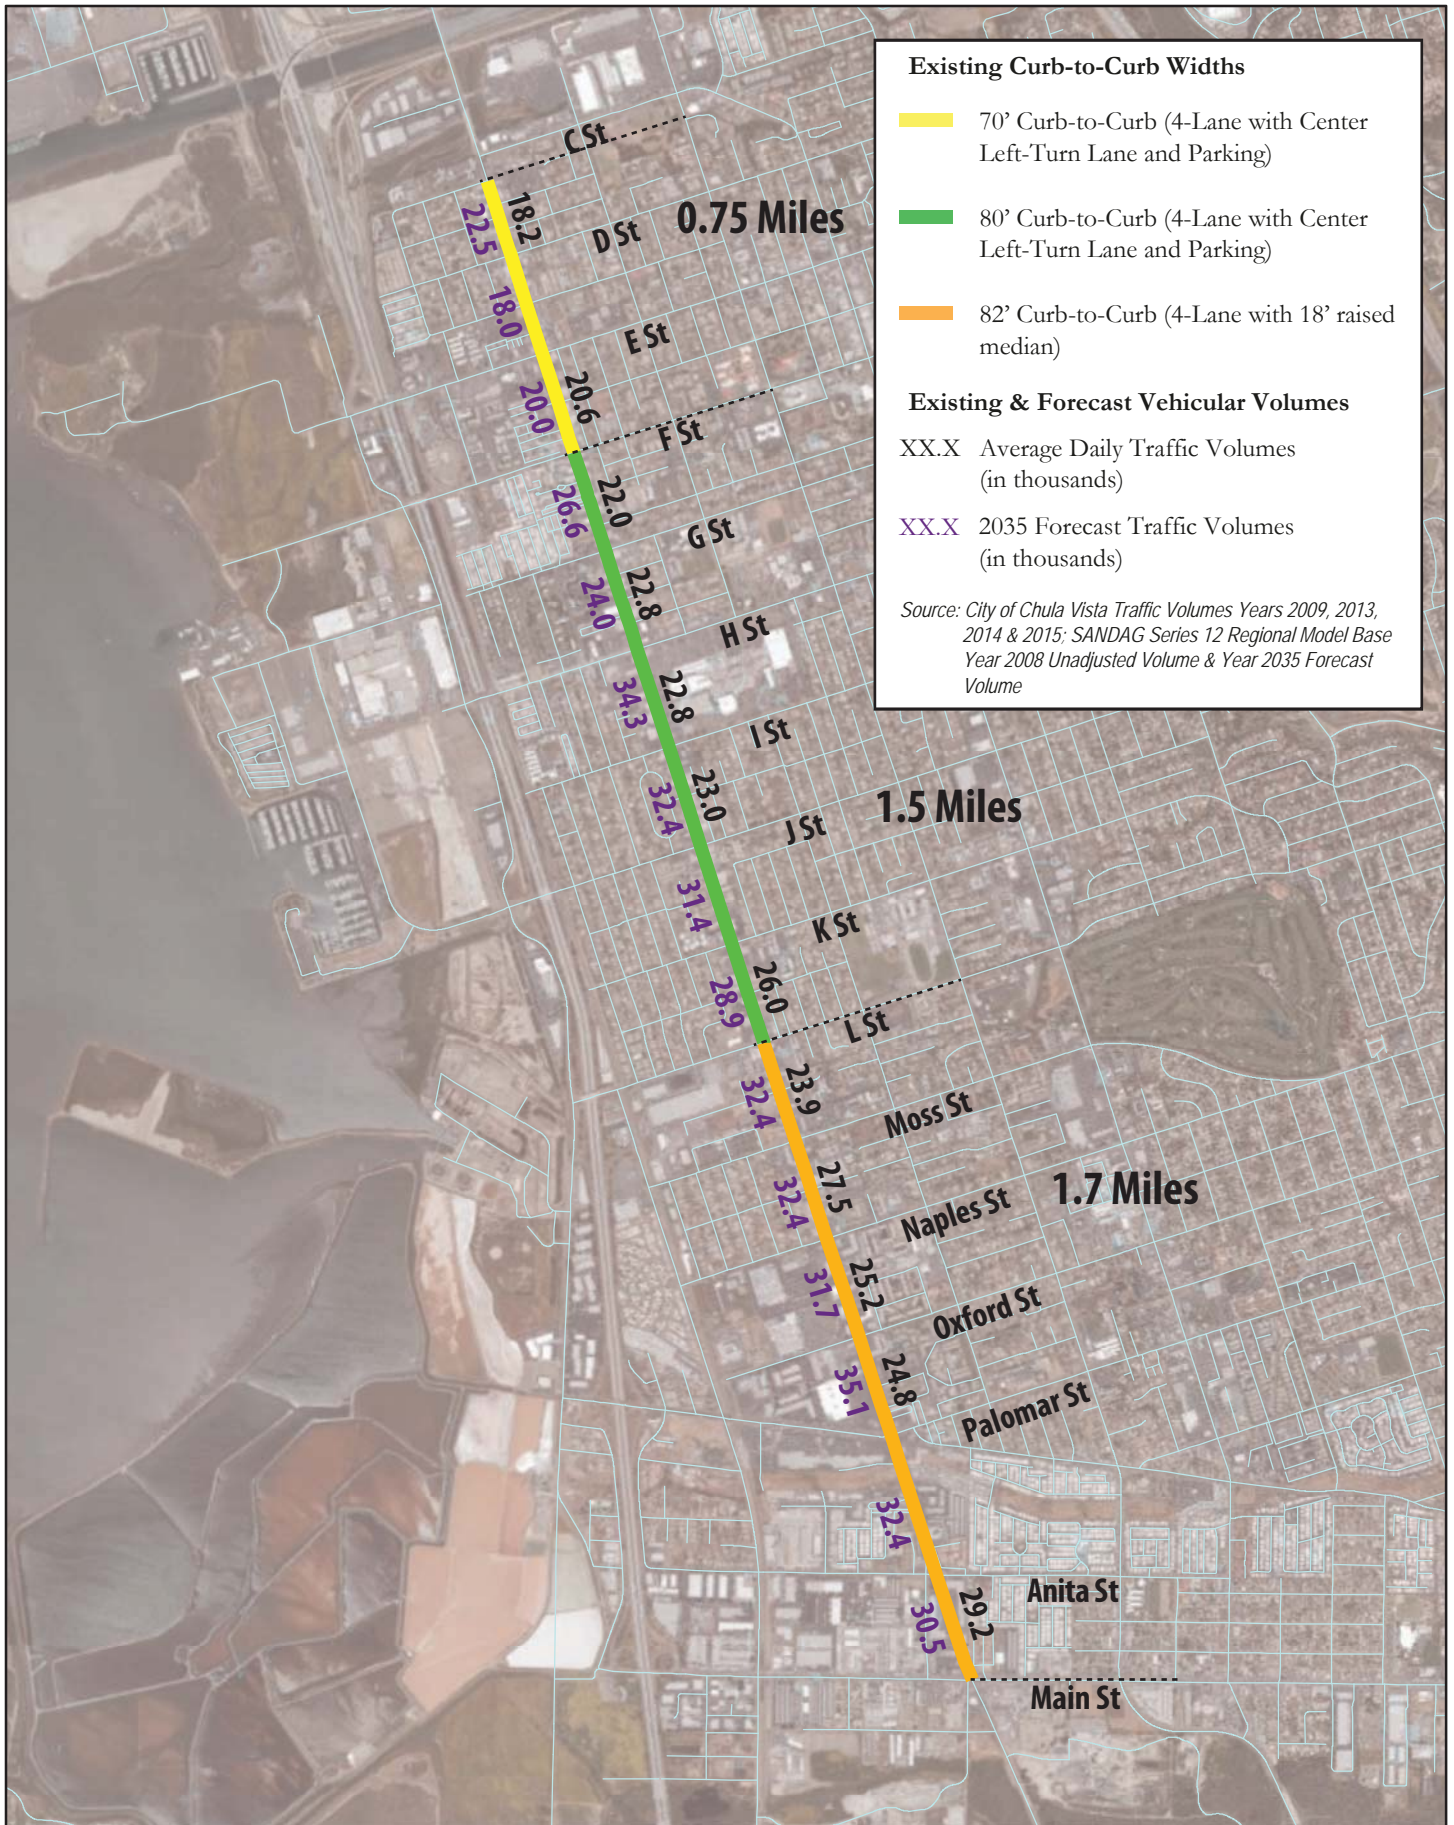 Existing Curb-to-Curb Widths
70’ Curb-to-Curb (4-Lane with Center
Left-Turn Lane and Parking)
80’ Curb-to-Curb (4-Lane with Center
Left-Turn Lane and Parking)
82’ Curb-to-Curb (4-Lane with 18’ raised
median)
Existing & Forecast Vehicular Volumes
XX.X Average Daily Traffic Volumes
(in thousands)
XX.X 2035 Forecast Traffic Volumes
(in thousands)
Source: City of Chula Vista Traffic Volumes Years 2009, 2013,
2014 & 2015; SANDAG Series 12 Regional Model Base
Year 2008 Unadjusted Volume & Year 2035 Forecast
Volume
C St
0.75 Miles
18.2
22.5
D St
18.0
E St
20.6
20.0
F St
22.0
26.6
G St
22.8
24.0
H St
22.8
34.3
I St
23.0
32.4
1.5 Miles
J St
31.4
K St
26.0
28.9
L St
23.9
32.4
Moss St
27.5
32.4
1.7 Miles
Naples St
25.2
31.7
Oxford St
24.8
35.1
Palomar St
32.4
Anita St
29.2
30.5
Main St